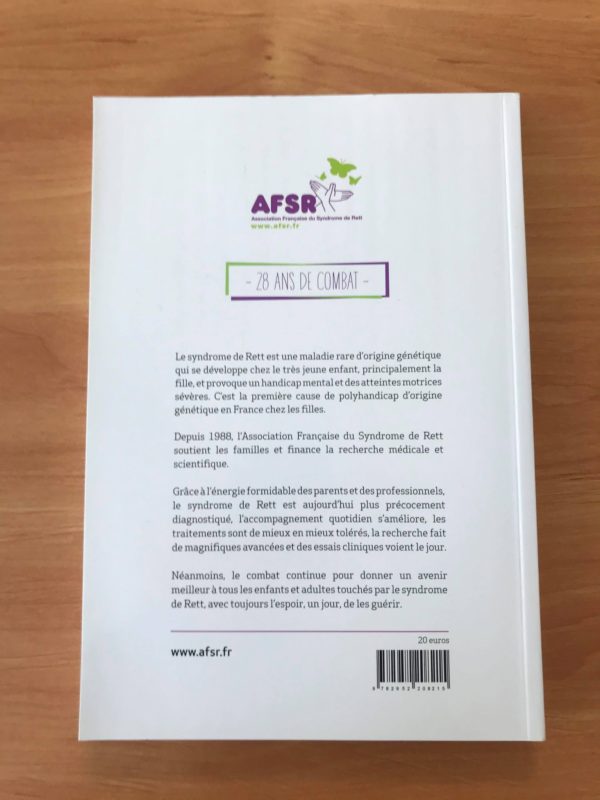 AFSR
Association Française du Syndrome de Rett
www.afsr.fr
- 28 ANS DE COMBAT -
Le syndrome de Rett est une maladie rare d'origine génétique
qui se développe chez le très jeune enfant, principalement la
fille, et provoque un handicap mental et des atteintes motrices
sévères. C'est la première cause de polyhandicap d'origine
génétique en France chez les filles.
Depuis 1988, l'Association Française du Syndrome de Rett
soutient les familles et finance la recherche médicale et
scientifique.
Grâce à l'énergie formidable des parents et des professionnels,
le syndrome de Rett est aujourd'hui plus précocement
diagnostiqué, l'accompagnement quotidien s'améliore, les
traitements sont de mieux en mieux tolérés, la recherche fait
de magnifiques avancées et des essais cliniques voient le jour.
Néanmoins, le combat continue pour donner un avenir
meilleur à tous les enfants et adultes touchés par le syndrome
de Rett, avec toujours l'espoir, un jour, de les guérir.
20 euros
www.afsr.fr